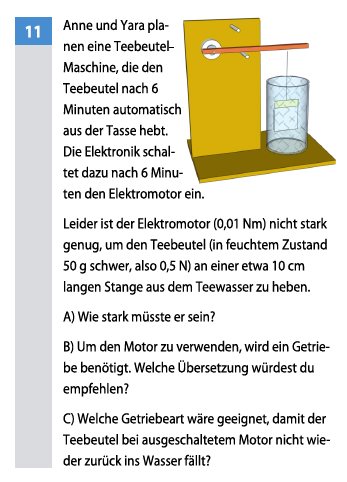 11
Anne und Yara pla-
nen eine Teebeutel-
Maschine, die den
Teebeutel nach 6
Minuten automatisch
aus der Tasse hebt.
Die Elektronik schal-
tet dazu nach 6 Minu-
ten den Elektromotor ein.
Leider ist der Elektromotor (0,01 Nm) nicht stark
genug, um den Teebeutel (in feuchtem Zustand
50 g schwer, also 0,5 N) an einer etwa 10 cm
langen Stange aus dem Teewasser zu heben.
A) Wie stark müsste er sein?
B) Um den Motor zu verwenden, wird ein Getrie-
be benötigt. Welche Übersetzung würdest du
empfehlen?
C) Welche Getriebeart wäre geeignet, damit der
Teebeutel bei ausgeschaltetem Motor nicht wie-
der zurück ins Wasser fällt?